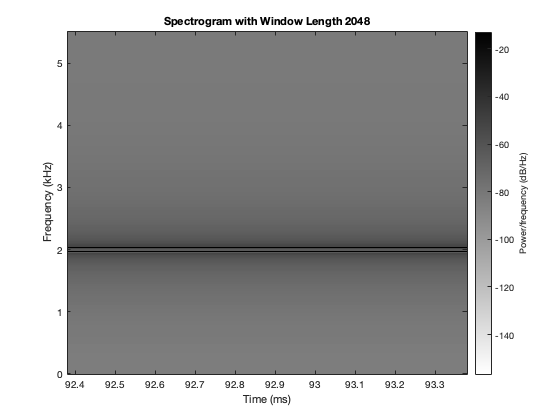 Spectrogram with Window Length 2048
5
4
3
2
1
0
Frequency (kHz)
92.4 92.5 92.6 92.7 92.8 92.9 93 93.1 93.2 93.3
Time (ms)
-20
-40
-60
-80
-100
-120
-140
Power/frequency (dB/Hz)